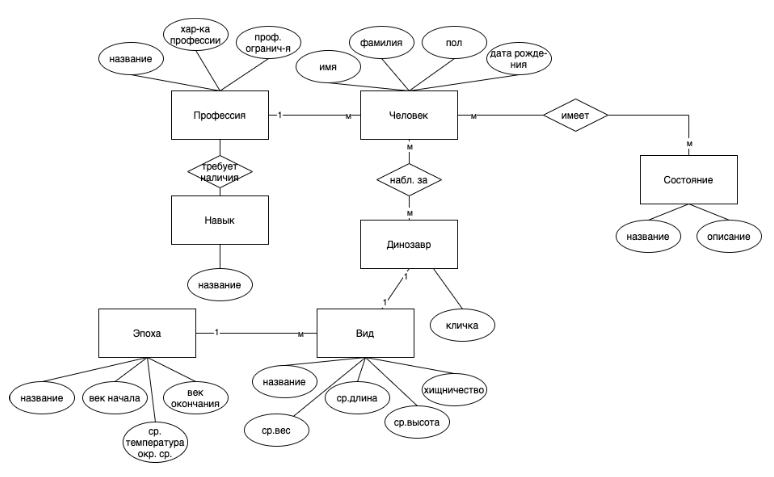 хар-ка
профессии
проф.
огранич-я
название
имя
фамилия
пол
дата рожде-
ния
Профессия
1
м
Человек
м
имеет
м
Состояние
название
описание
требует
наличия
Навык
название
м
набл. за
м
Динозавр
1
1
кличка
Эпоха
1
м
Вид
название
век начала
век
окончания
ср.
температура
окр. ср.
название
ср.вес
ср.длина
ср.высота
хищничество